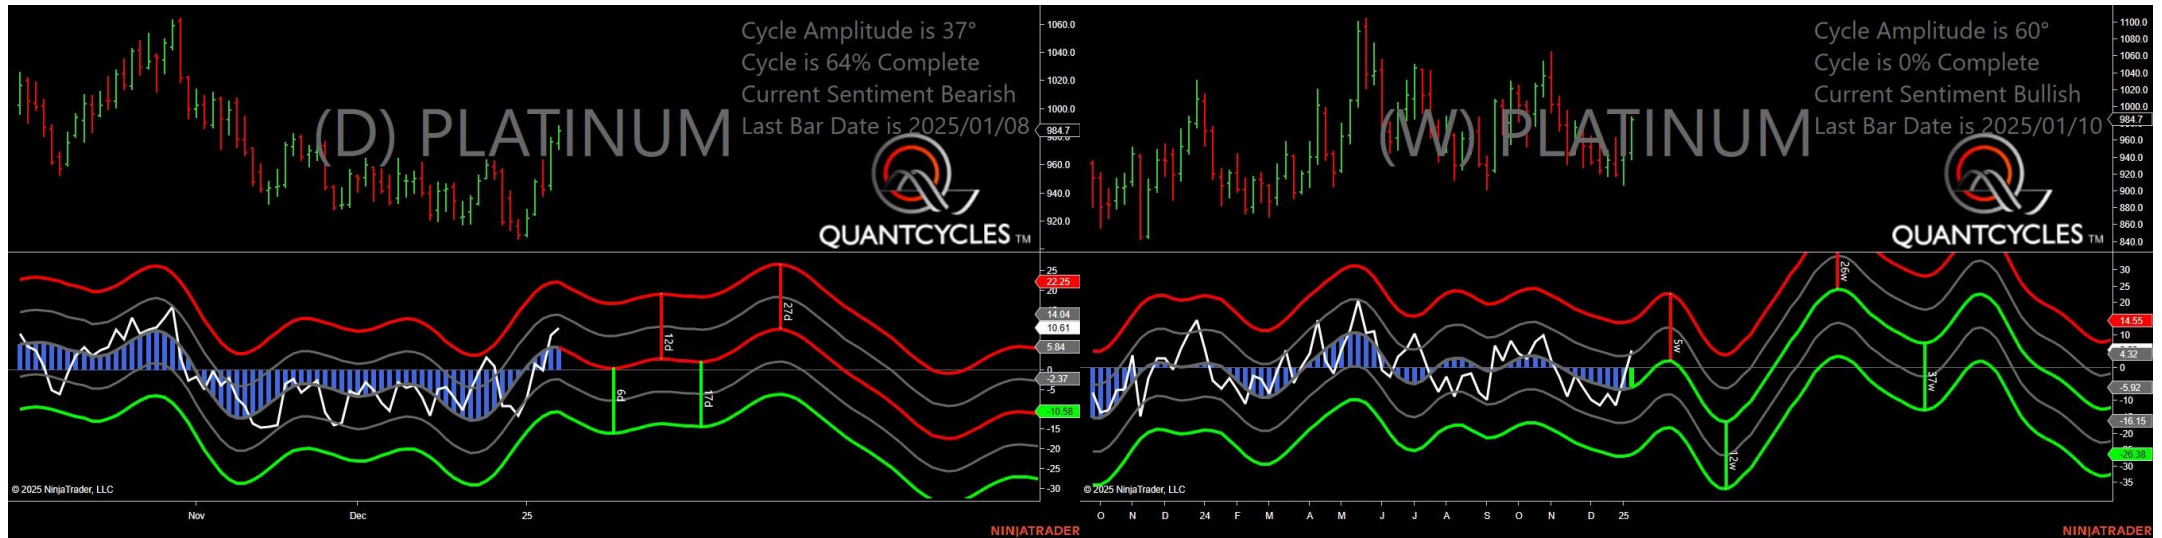 Cycle Amplitude is 37°
Cycle is 64% Complete
Current Sentiment Bearish
Last Bar Date is 2025/01/08
(D) PLATINUM
QUANTCYCLES TM
1060.0
1040.0
1020.0
1000.0
984.7
960.0
940.0
920.0
25
22.25
20
14.04
10.61
5.84
0
-2.37
-5
-10.58
-15
-20
-25
-30
12d
27d
6d
17d
© 2025 NinjaTrader, LLC
Nov
Dec
25
NINJATRADER
Cycle Amplitude is 60°
Cycle is 0% Complete
Current Sentiment Bullish
Last Bar Date is 2025/01/10
(W) PLATINUM
QUANTCYCLES TM
1100.0
1080.0
1060.0
1040.0
1020.0
1000.0
984.7
960.0
940.0
920.0
900.0
880.0
860.0
840.0
30
25
20
14.55
10
4.32
0
-5.92
-10
-16.15
-20
-26.38
-30
-35
5w
26w
12w
37w
© 2025 NinjaTrader, LLC
O N D 24 F M A M J J A S O N D 25
NINJATRADER